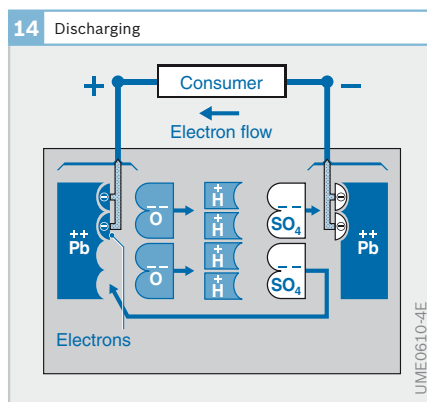 14 Discharging
+ Consumer −
Electron flow
++
Pb
− −
O
+
H
+
H
− −
SO4
++
Pb
− −
O
+
H
+
H
− −
SO4
Electrons
UME0610-4E